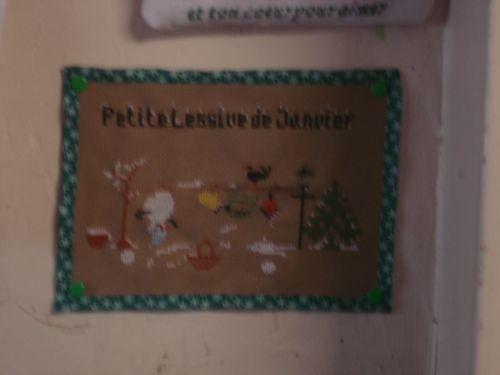 et ton coeur pour aimer
Petite Lessive de Janvier